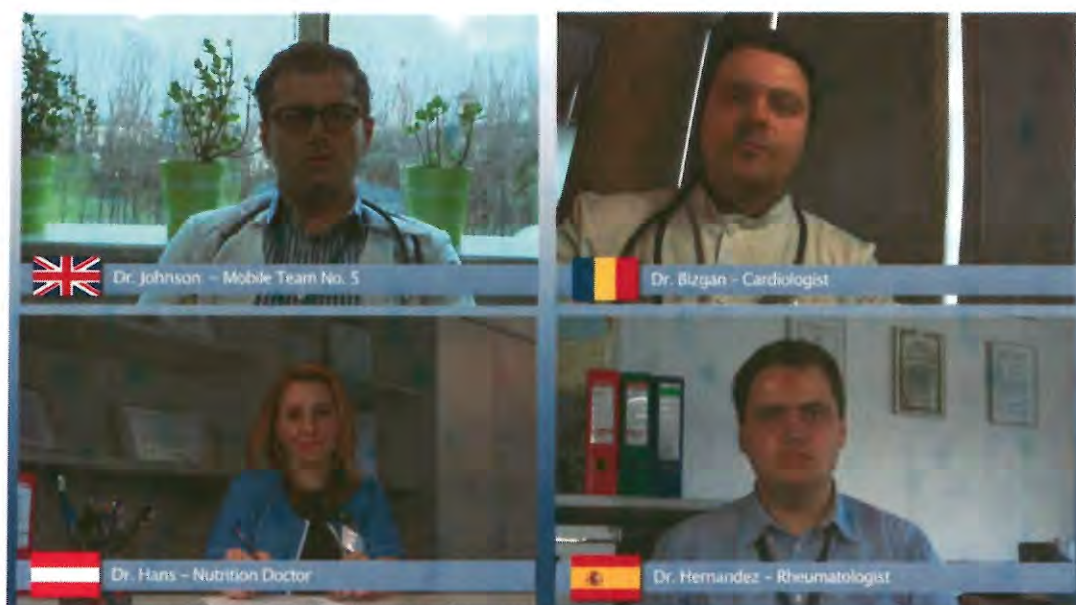 Dr. Johnson – Mobile Team No. 5
Dr. Bizgan - Cardiologist
Dr. Hans – Nutrition Doctor
Dr. Hernandez – Rheumatologist